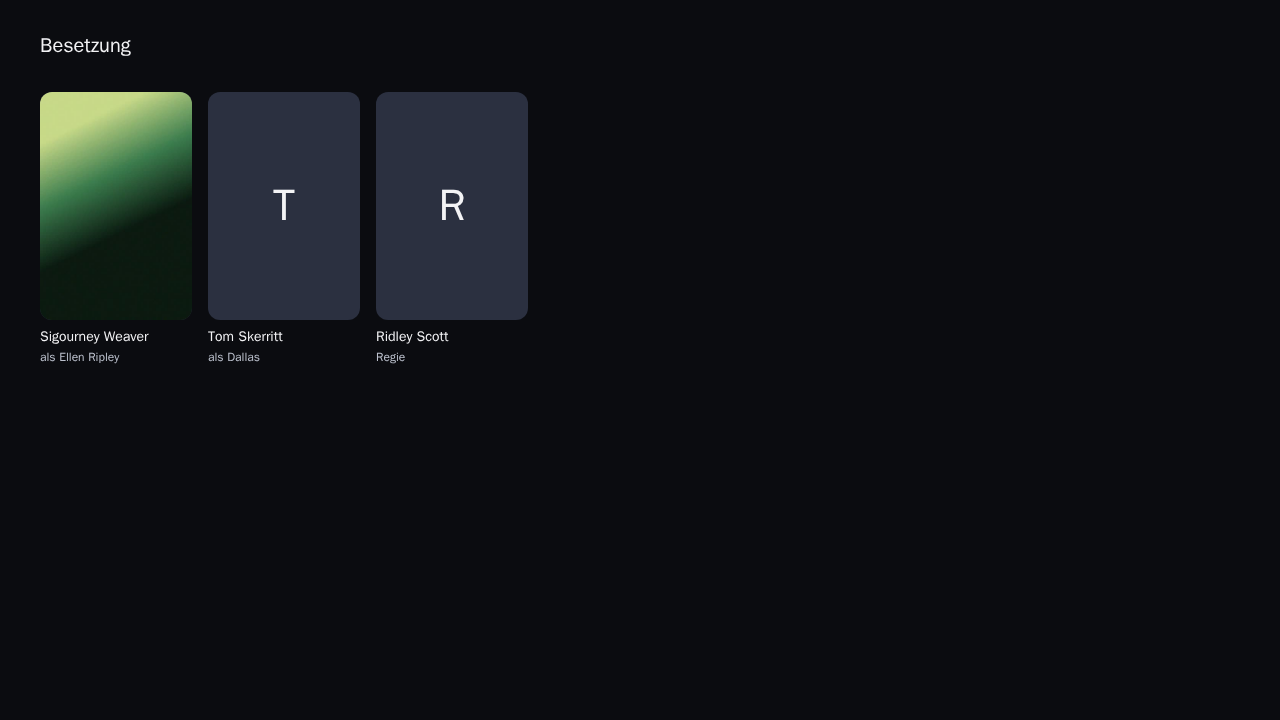 Besetzung
T
R
Sigourney Weaver
als Ellen Ripley
Tom Skerritt
als Dallas
Ridley Scott
Regie